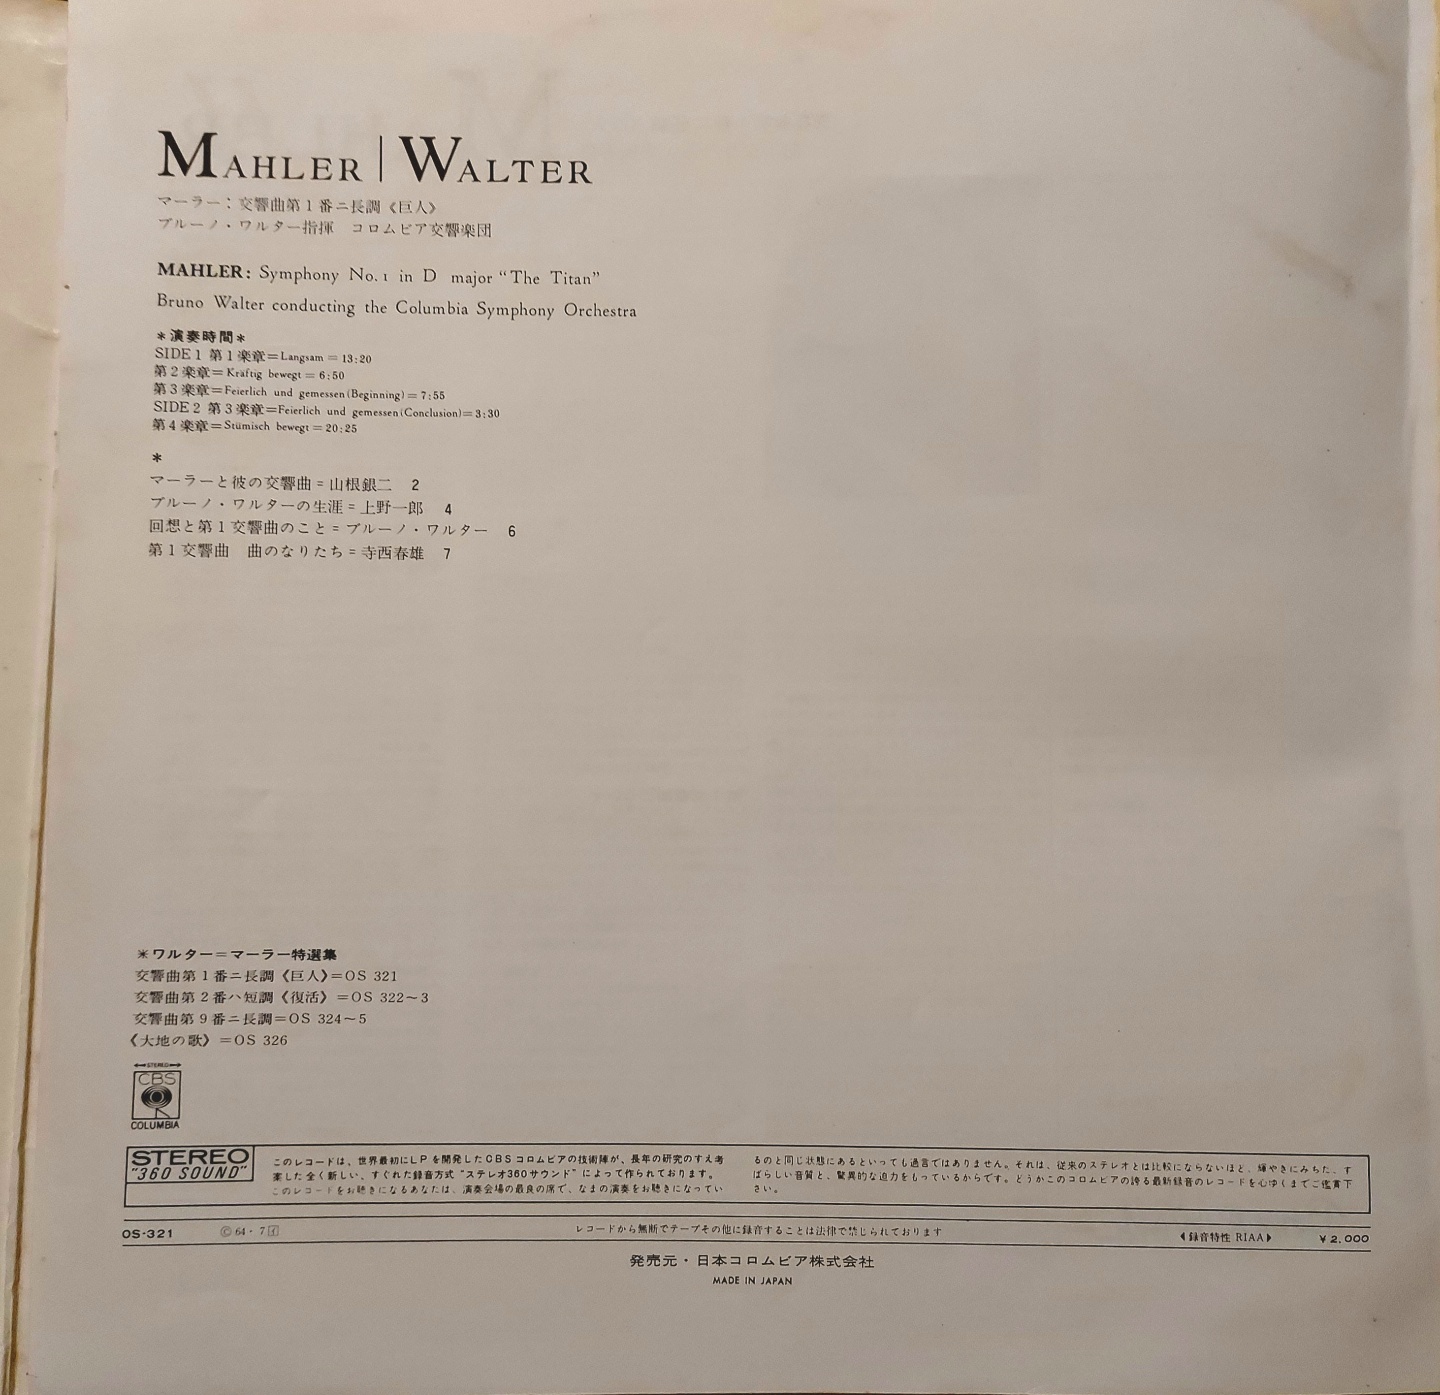 MAHLER | WALTER
マーラー：交響曲第1番ニ長調《巨人》
ブルーノ・ワルター指揮　コロムビア交響楽団
MAHLER: Symphony No. 1 in D major “The Titan”
Bruno Walter conducting the Columbia Symphony Orchestra
＊演奏時間＊
SIDE 1 第1楽章＝Langsam＝13:20
第2楽章＝Kräftig bewegt＝6:50
第3楽章＝Feierlich und gemessen (Beginning)＝7:55
SIDE 2 第3楽章＝Feierlich und gemessen (Conclusion)＝3:30
第4楽章＝Stümisch bewegt＝20:25
＊
マーラーと彼の交響曲＝山根銀二　2
ブルーノ・ワルターの生涯＝上野一郎　4
回想と第1交響曲のこと＝ブルーノ・ワルター　6
第1交響曲　曲のなりたち＝寺西春雄　7
＊ワルター＝マーラー特選集
交響曲第1番ニ長調《巨人》＝OS 321
交響曲第2番ハ短調《復活》＝OS 322～3
交響曲第9番ニ長調＝OS 324～5
《大地の歌》＝OS 326
STEREO
CBS
COLUMBIA
STEREO
"360 SOUND"
このレコードは、世界最初にLPを開発したCBSコロムビアの技術陣が、長年の研究のすえ考
案した全く新しい、すぐれた録音方式“ステレオ360サウンド”によって作られております。
このレコードをお聴きになるあなたは、演奏会場の最良の席で、なまの演奏をお聴きになってい
るのと同じ状態にあるといっても過言ではありません。それは、従来のステレオとは比較にならないほど、輝やきにみちた、す
ばらしい音質と、驚異的な迫力をもっているからです。どうかこのコロムビアの誇る最新録音のレコードを心ゆくまでご鑑賞下
さい。
OS-321　Ⓒ64・7　レコードから無断でテープその他に録音することは法律で禁じられております　◀録音特性 RIAA▶　¥2,000
発売元・日本コロムビア株式会社
MADE IN JAPAN